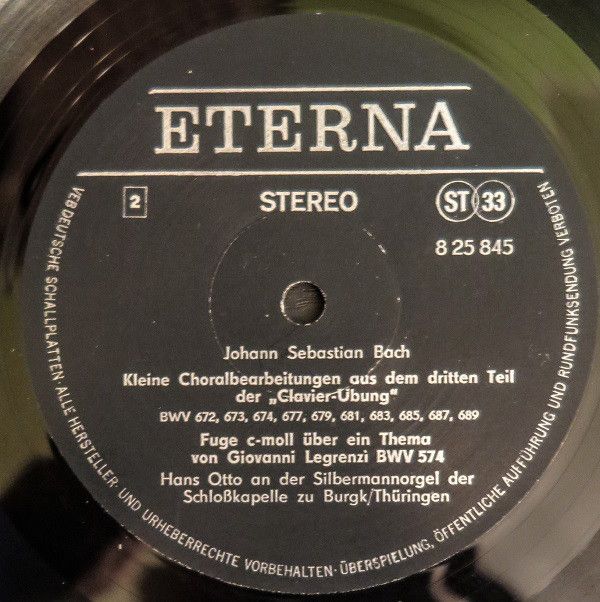 ETERNA
2 STEREO ST 33
8 25 845
Johann Sebastian Bach
Kleine Choralbearbeitungen aus dem dritten Teil
der „Clavier-Übung"
BWV 672, 673, 674, 677, 679, 681, 683, 685, 687, 689
Fuge c-moll über ein Thema
von Giovanni Legrenzi BWV 574
Hans Otto an der Silbermannorgel der
Schloßkapelle zu Burgk/Thüringen
VEB DEUTSCHE SCHALLPLATTEN · ALLE HERSTELLER- UND URHEBERRECHTE VORBEHALTEN · ÜBERSPIELUNG, ÖFFENTLICHE AUFFÜHRUNG UND RUNDFUNKSENDUNG VERBOTEN